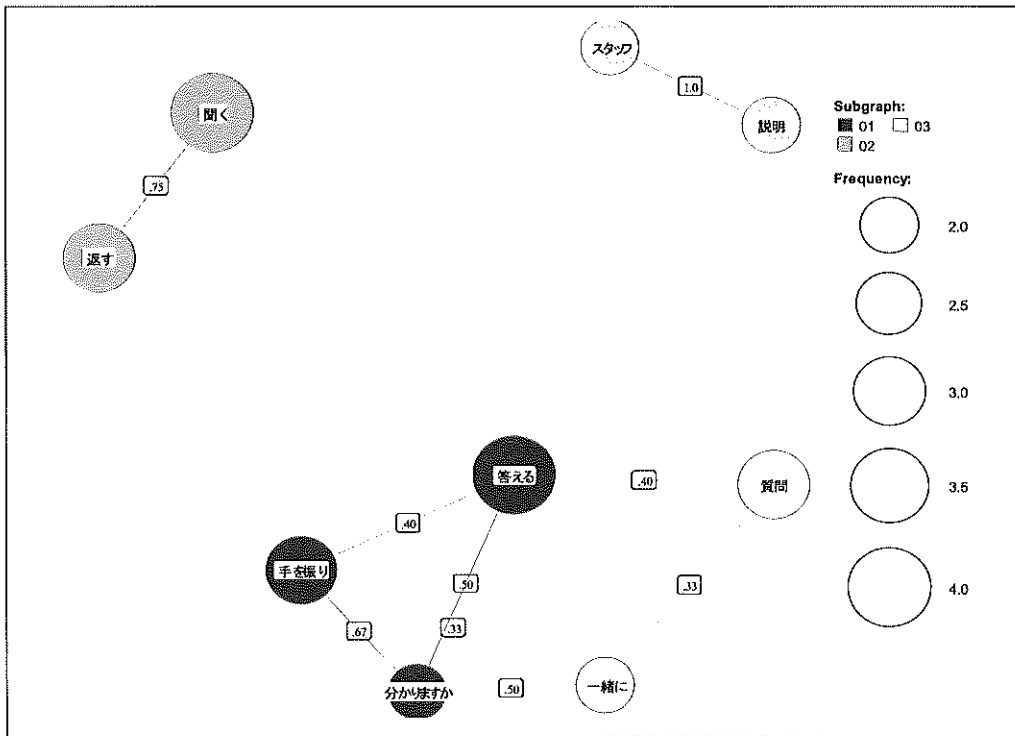 スタッフ
1.0
説明
聞く
.75
返す
Subgraph:
01 03
02
Frequency:
2.0
2.5
3.0
3.5
4.0
答える
.40
質問
.40
手を振り
.50
.33
.67
.33
分かりますか
.50
一緒に